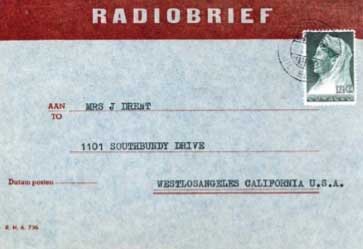 RADIOBRIEF
AAN MRS J DRENT
TO
1101 SOUTHBUNDY DRIVE
Datum posten
WESTLOSANGELES CALIFORNIA U.S.A.
R. H. A. 736